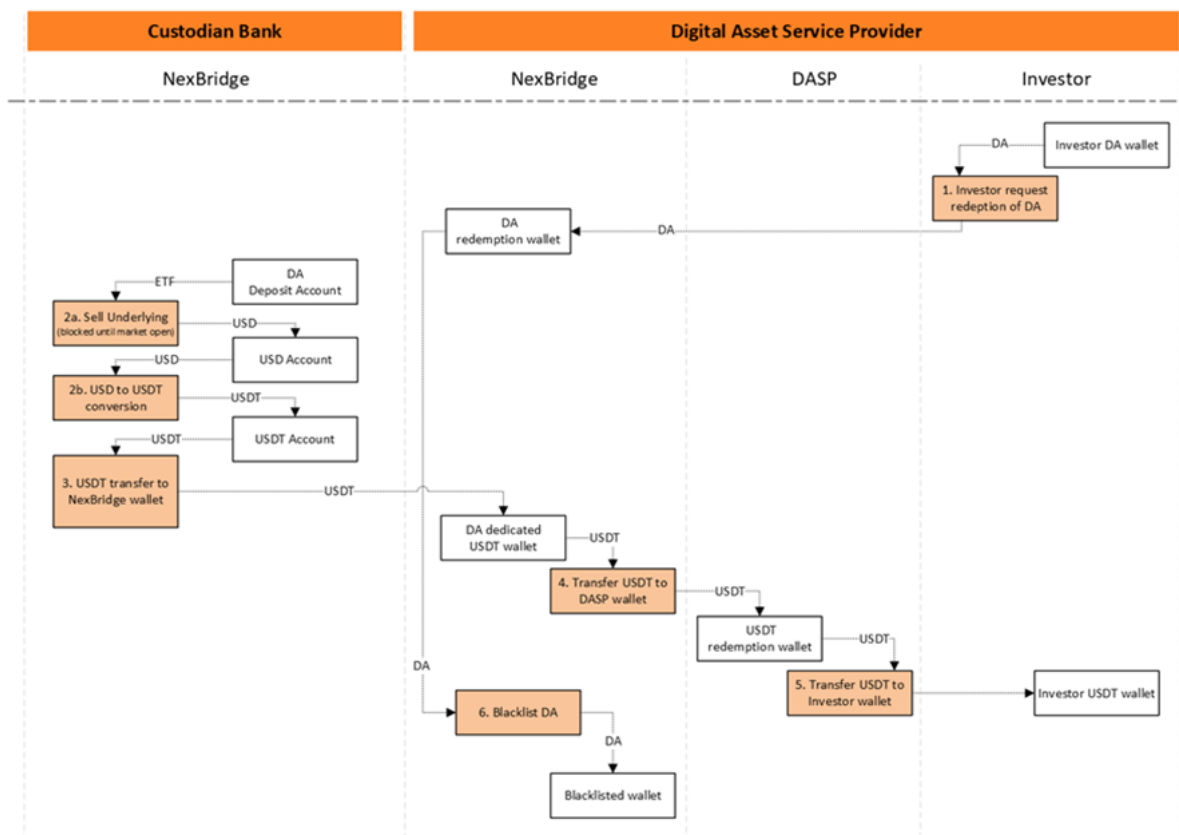 Custodian Bank
Digital Asset Service Provider
NexBridge
NexBridge
DASP
Investor
DA
Investor DA wallet
1. Investor request
redeption of DA
DA
redemption wallet
DA
ETF
DA
Deposit Account
2a. Sell Underlying
(blocked until market open)
USD
USD
USD Account
2b. USD to USDT
conversion
USDT
USDT
USDT Account
3. USDT transfer to
NexBridge wallet
USDT
DA dedicated
USDT wallet
USDT
4. Transfer USDT to
DASP wallet
USDT
USDT
redemption wallet
USDT
DA
5. Transfer USDT to
Investor wallet
Investor USDT wallet
6. Blacklist DA
DA
Blacklisted wallet